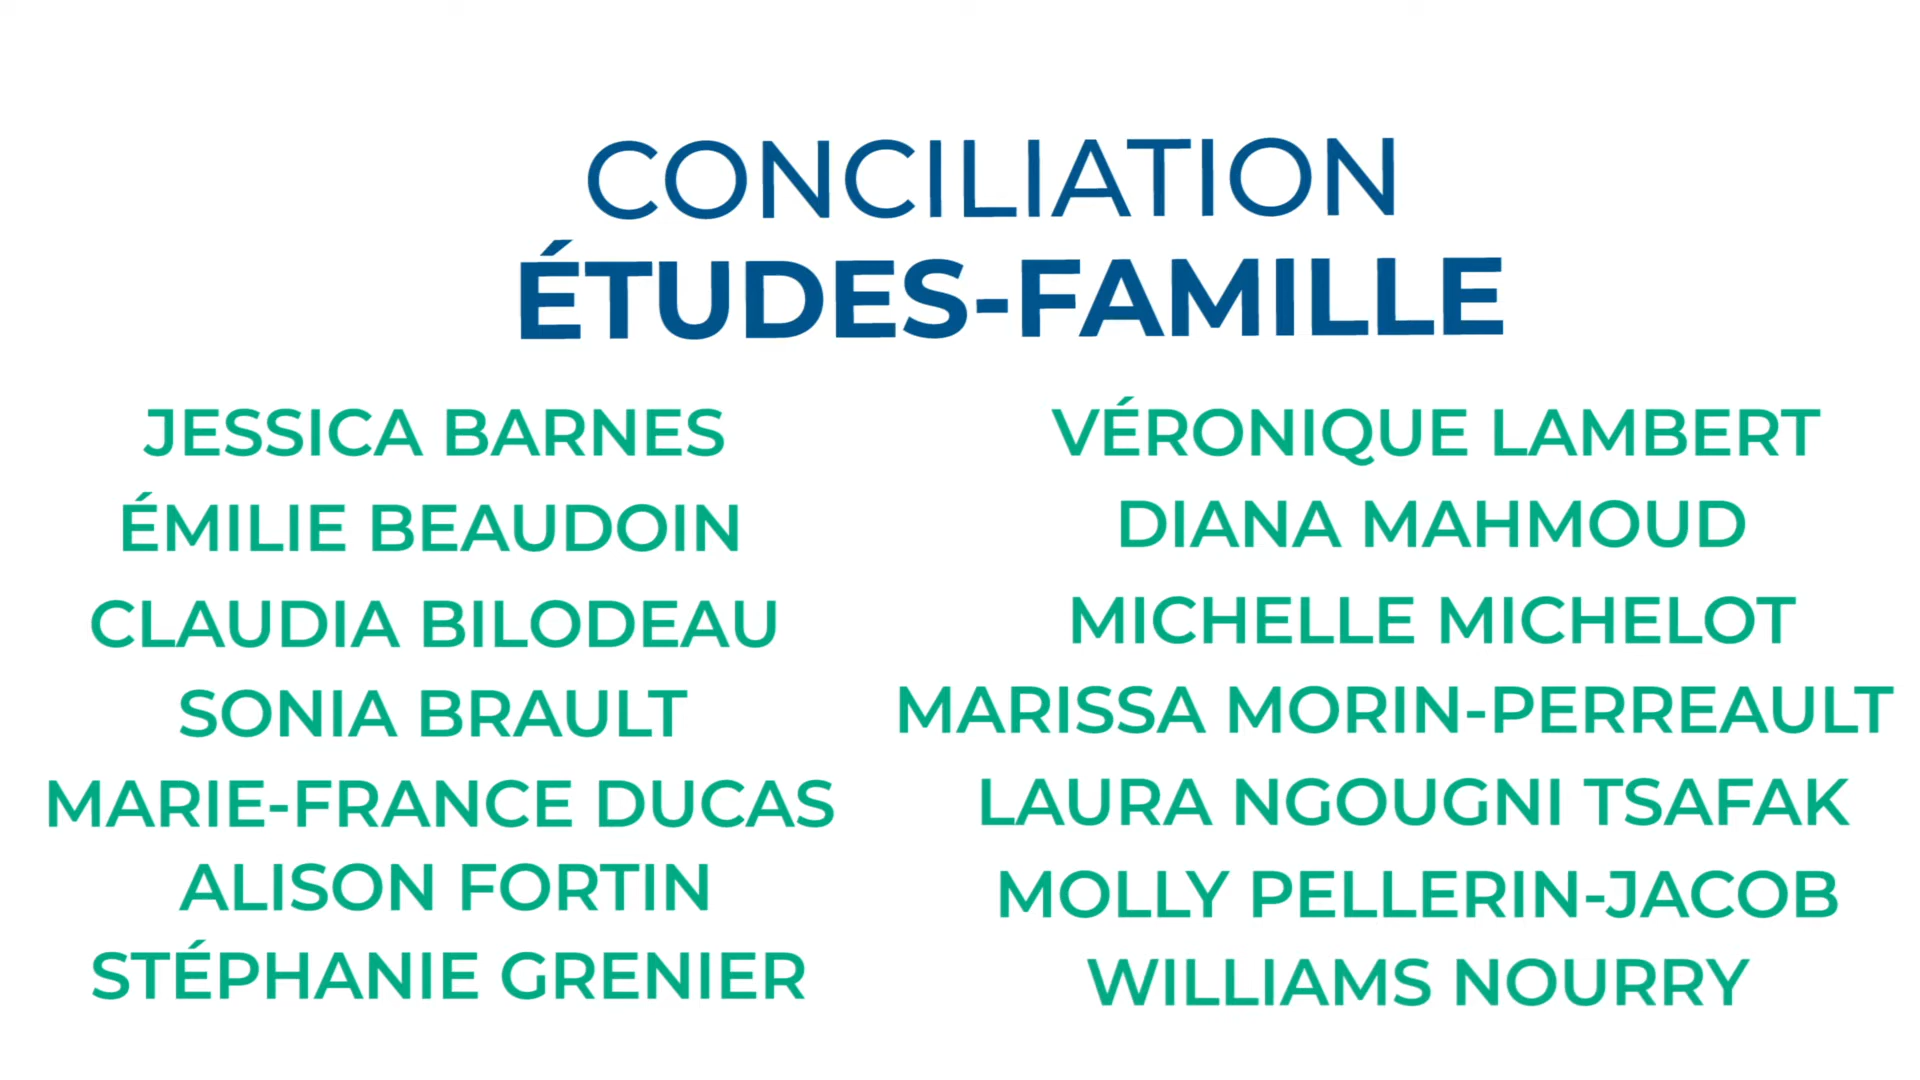 CONCILIATION
ÉTUDES-FAMILLE
JESSICA BARNES
ÉMILIE BEAUDOIN
CLAUDIA BILODEAU
SONIA BRAULT
MARIE-FRANCE DUCAS
ALISON FORTIN
STÉPHANIE GRENIER
VÉRONIQUE LAMBERT
DIANA MAHMOUD
MICHELLE MICHELOT
MARISSA MORIN-PERREAULT
LAURA NGOUGNI TSAFAK
MOLLY PELLERIN-JACOB
WILLIAMS NOURRY